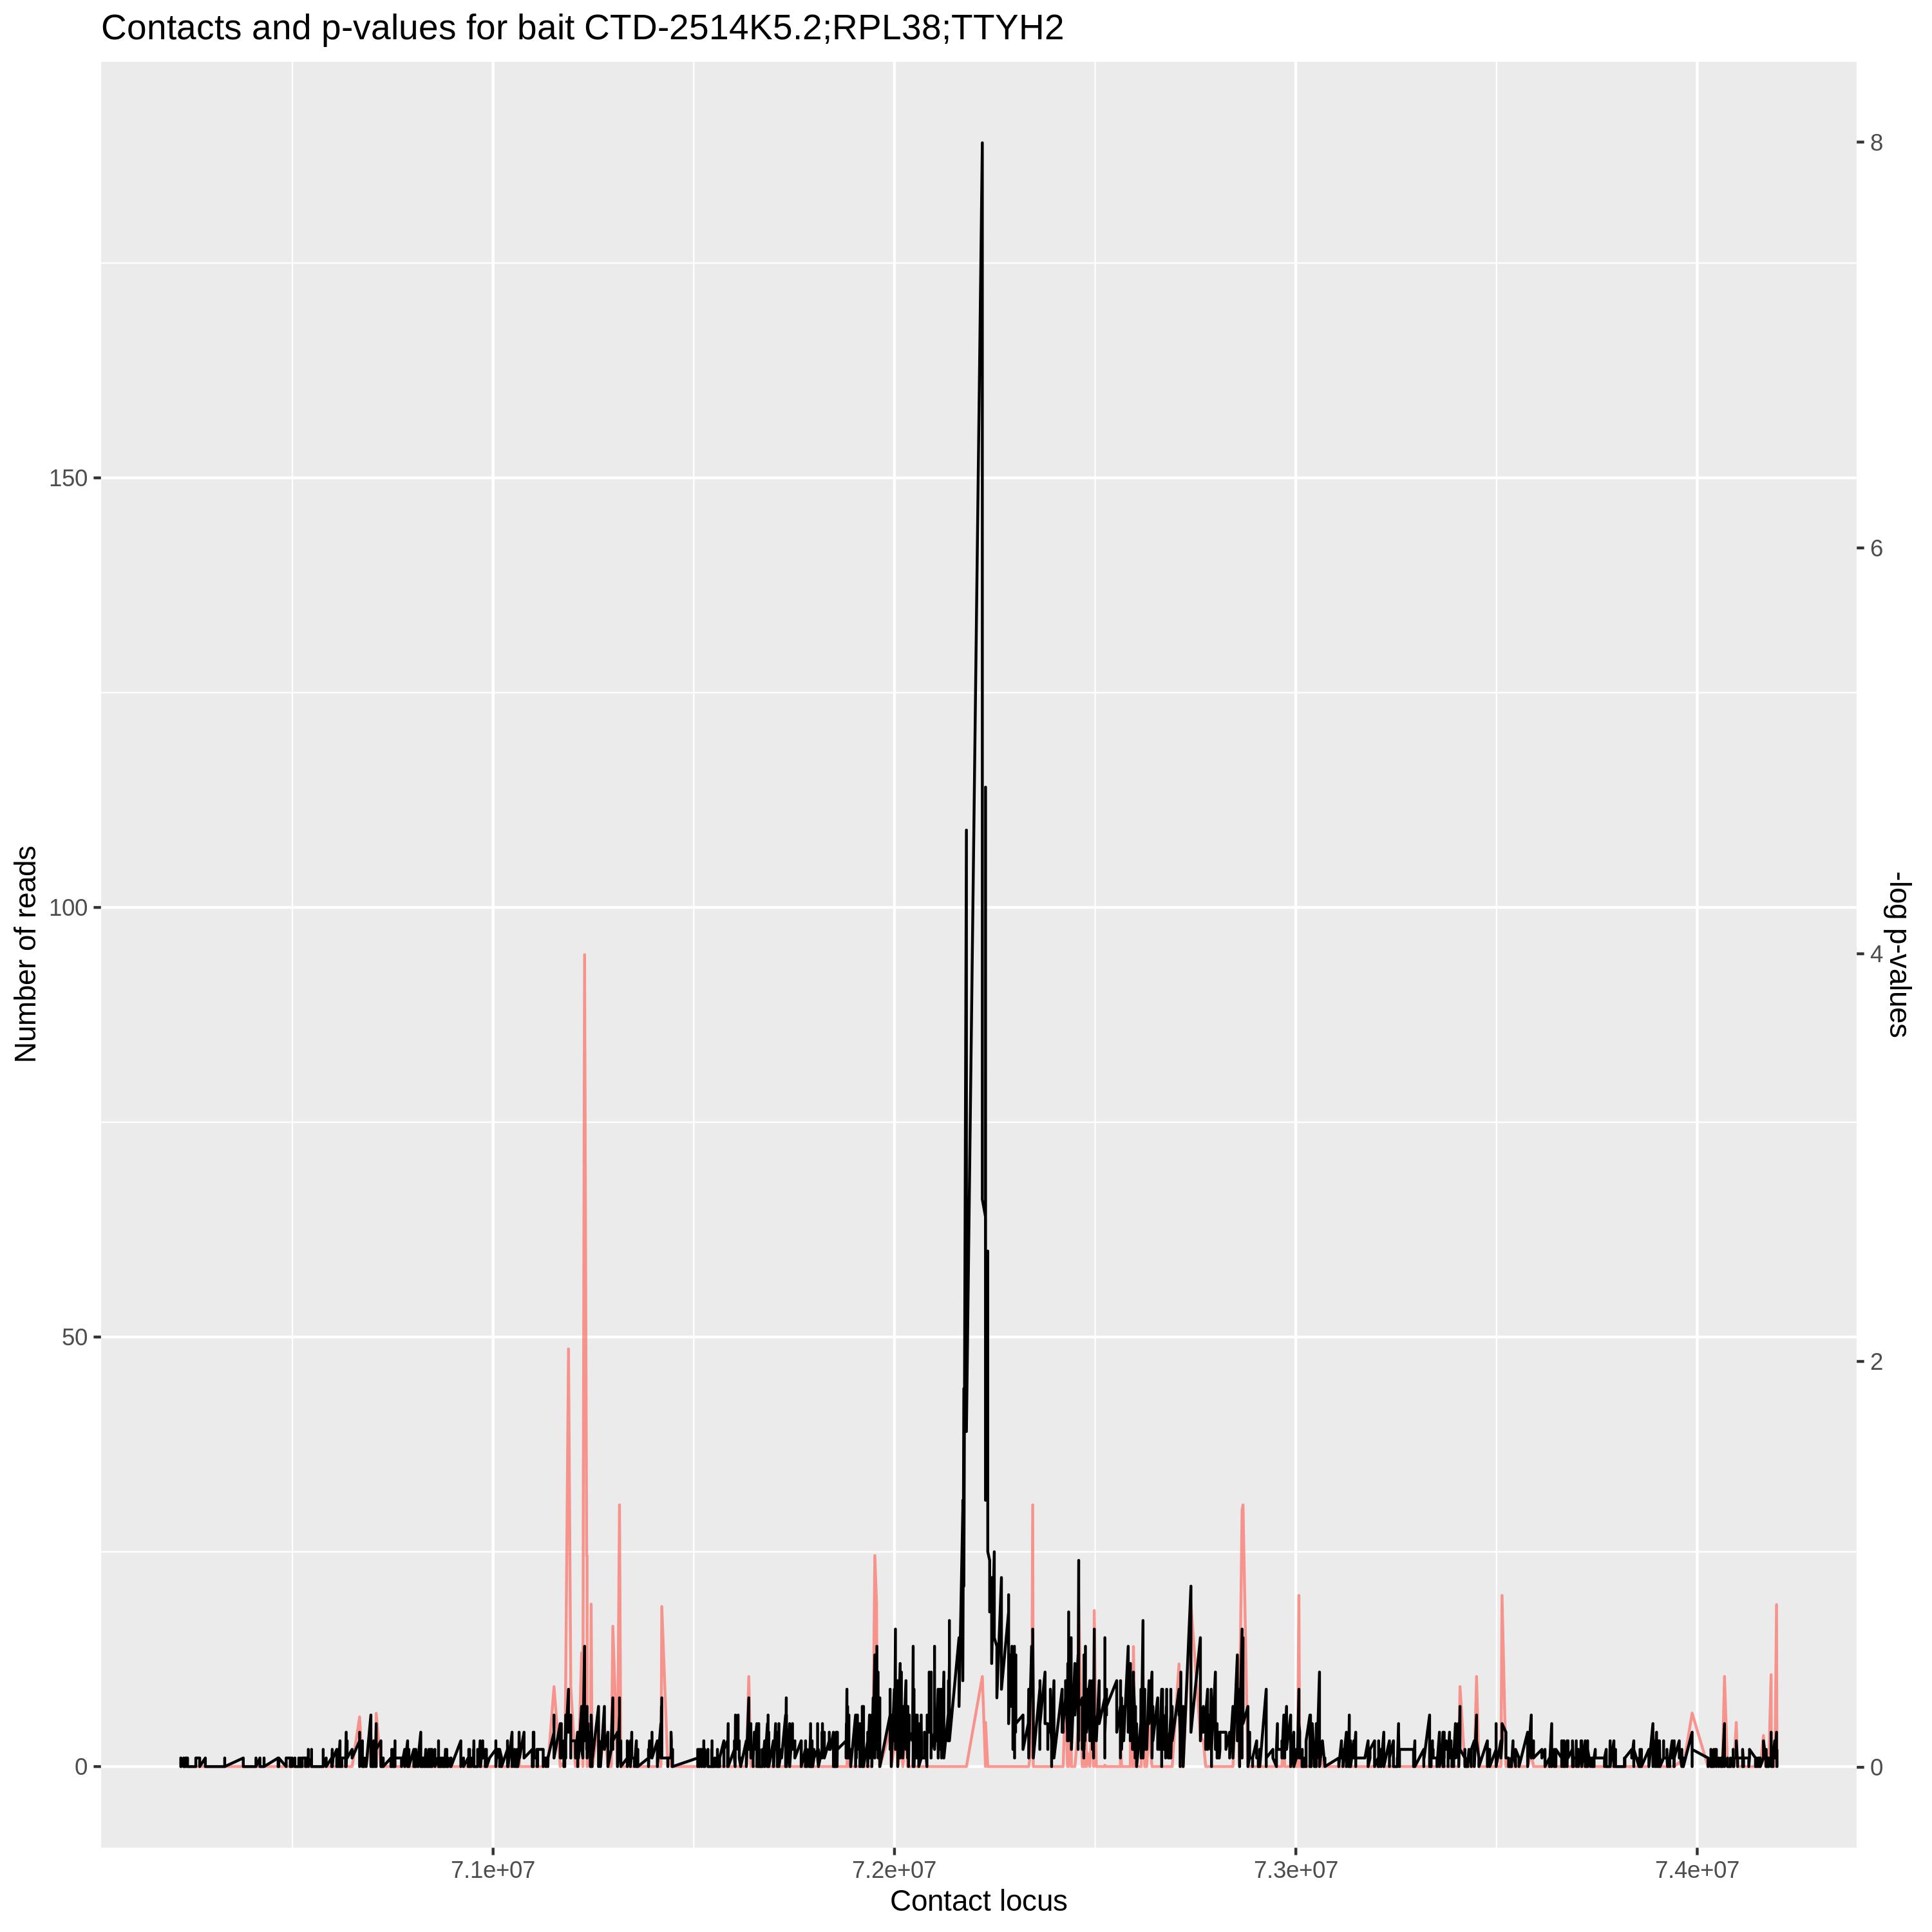 Contacts and p-values for bait CTD-2514K5.2;RPL38;TTYH2
Number of reads
150
100
50
0
8
6
4
2
0
-log p-values
7.1e+07
7.2e+07
7.3e+07
7.4e+07
Contact locus